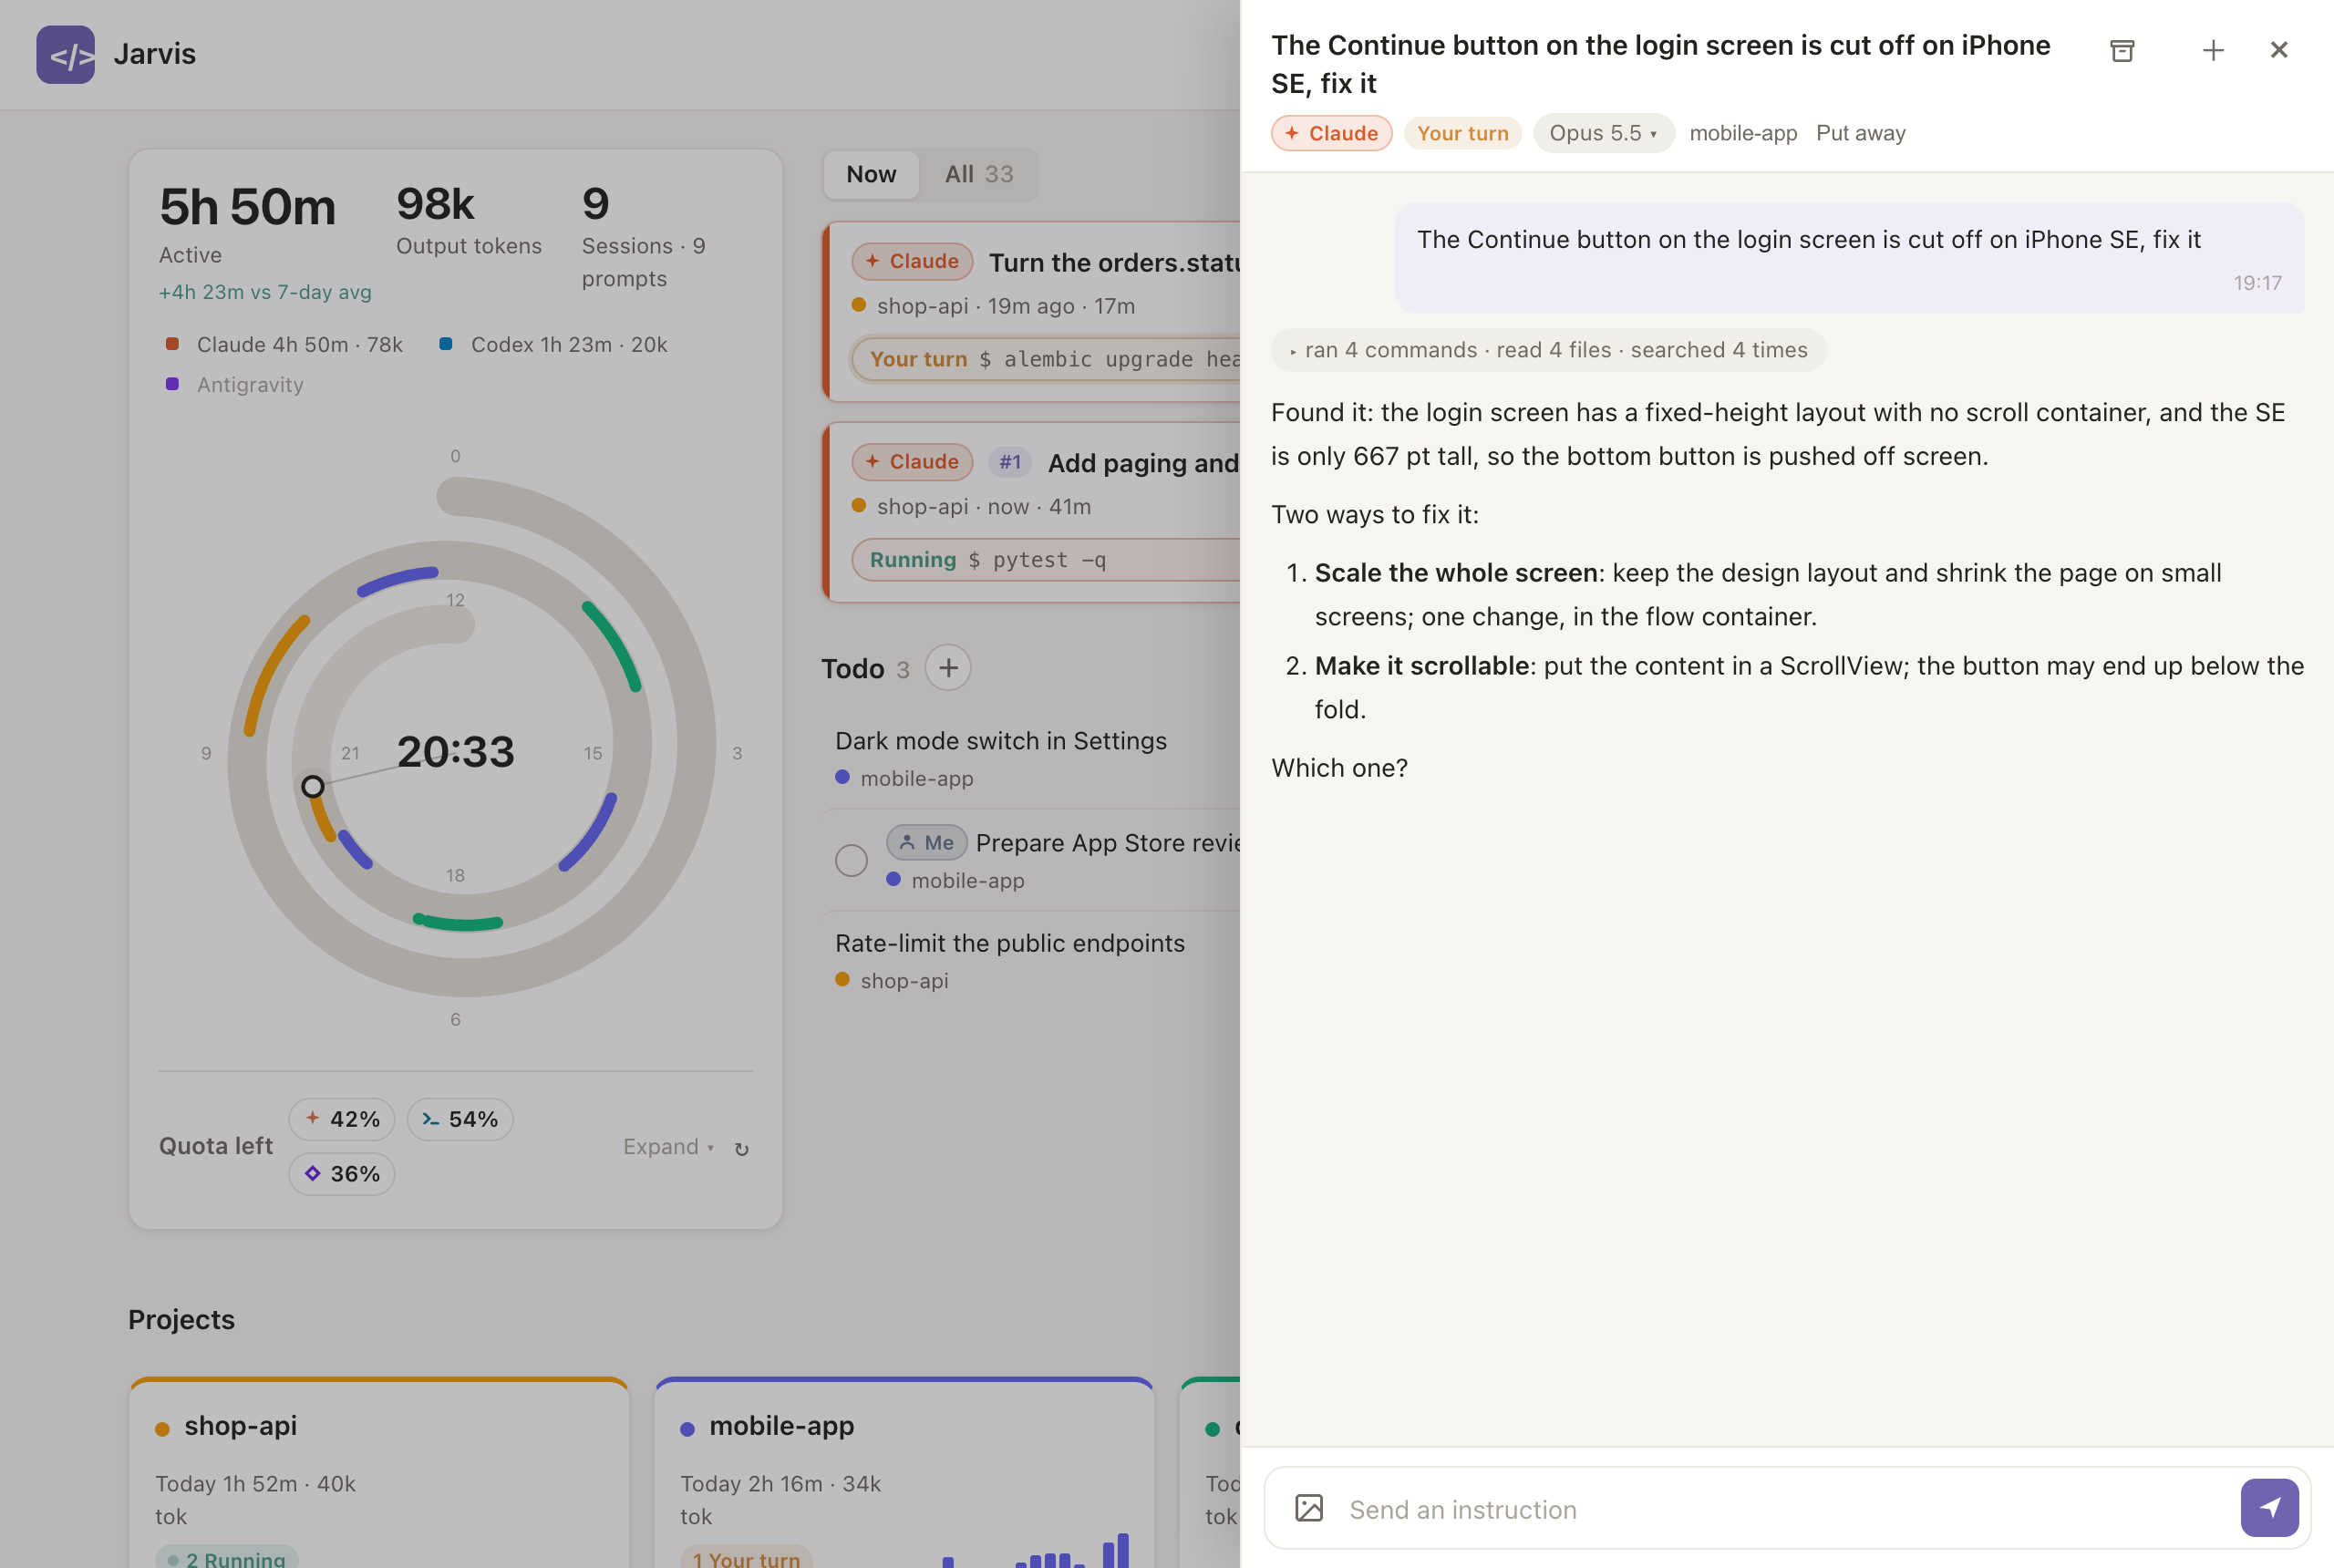 </> Jarvis
5h 50m
Active
+4h 23m vs 7-day avg
98k
Output tokens
9
Sessions · 9
prompts
Claude 4h 50m · 78k
Codex 1h 23m · 20k
Antigravity
0
12
9
21
20:33
15
3
18
6
Quota left
42%
54%
36%
Expand
Now
All 33
Claude
Turn the orders.statu
shop-api · 19m ago · 17m
Your turn $ alembic upgrade hea
Claude #1 Add paging and
shop-api · now · 41m
Running $ pytest -q
Todo 3
Dark mode switch in Settings
mobile-app
Me Prepare App Store revie
mobile-app
Rate-limit the public endpoints
shop-api
Projects
shop-api
Today 1h 52m · 40k
tok
2 Running
mobile-app
Today 2h 16m · 34k
tok
1 Your turn
Tod
tok
The Continue button on the login screen is cut off on iPhone
SE, fix it
Claude Your turn Opus 5.5 mobile-app Put away
The Continue button on the login screen is cut off on iPhone SE, fix it
19:17
ran 4 commands · read 4 files · searched 4 times
Found it: the login screen has a fixed-height layout with no scroll container, and the SE
is only 667 pt tall, so the bottom button is pushed off screen.
Two ways to fix it:
1. Scale the whole screen: keep the design layout and shrink the page on small
screens; one change, in the flow container.
2. Make it scrollable: put the content in a ScrollView; the button may end up below the
fold.
Which one?
Send an instruction